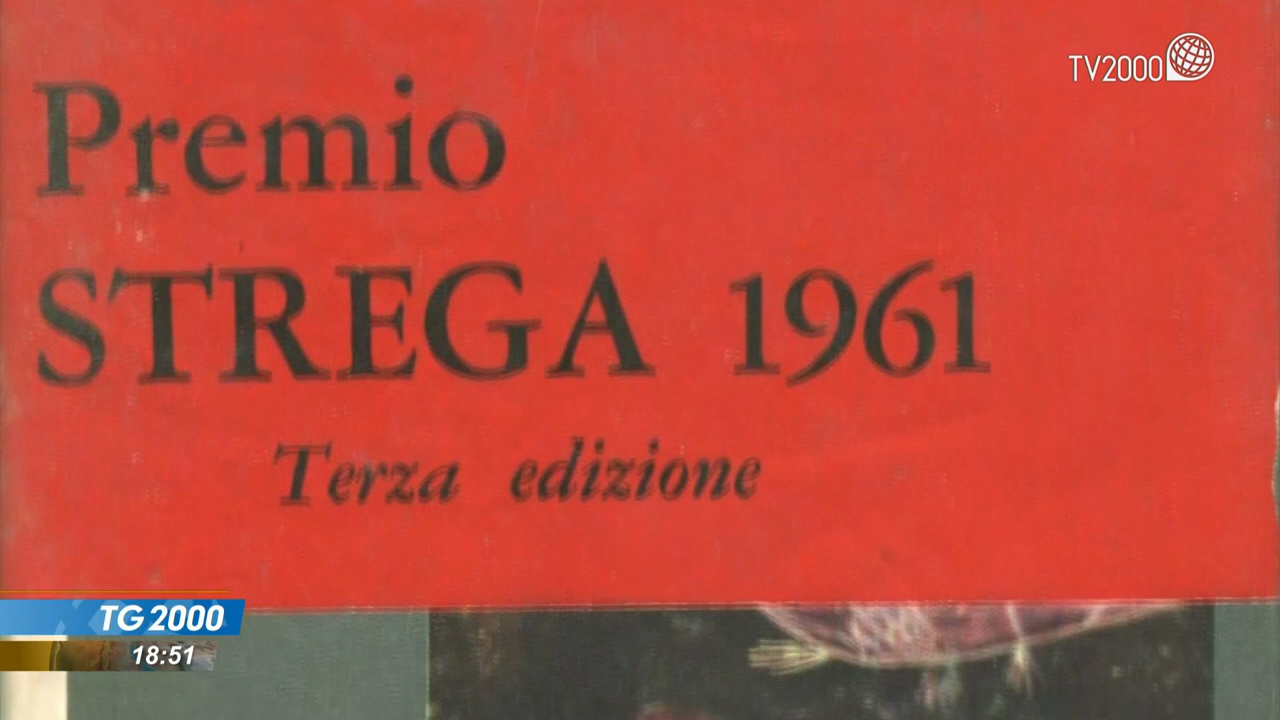 TV2000
Premio
STREGA 1961
Terza edizione
TG 2000
18:51